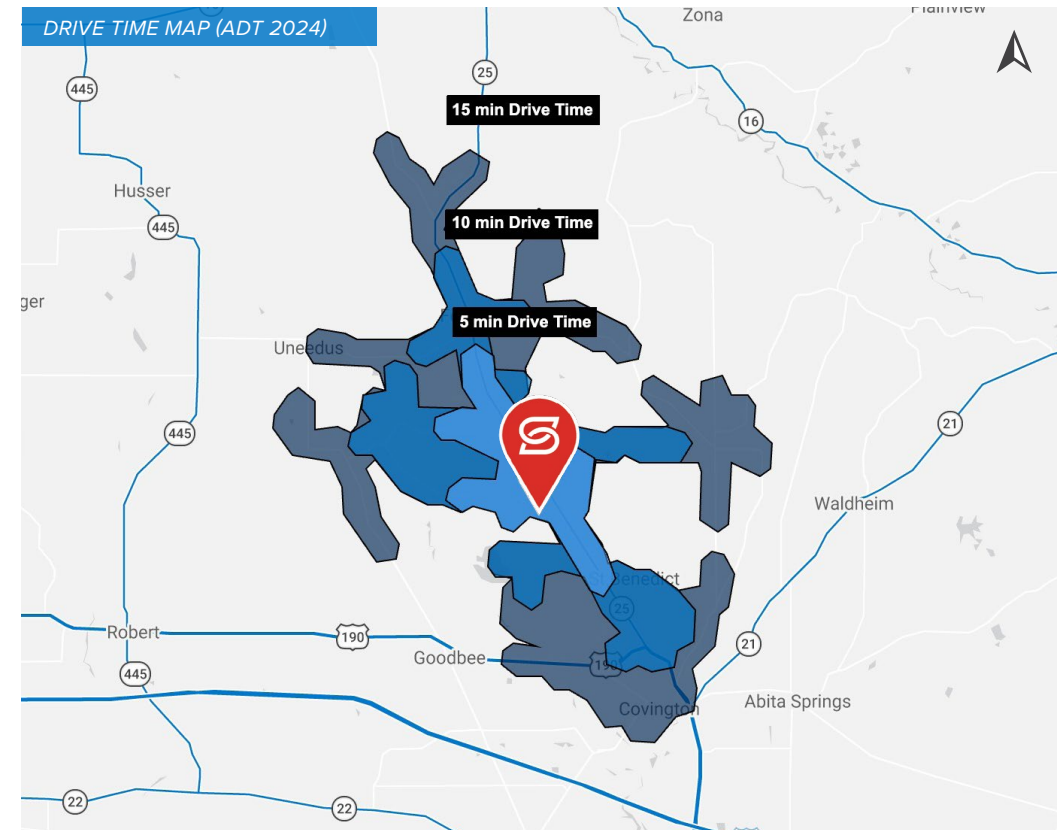 DRIVE TIME MAP (ADT 2024)
Zona
Plainview
25
445
15 min Drive Time
16
Husser
10 min Drive Time
445
ger
5 min Drive Time
Uneedus
445
21
Waldheim
St Benedict
25
Robert
190
21
Goodbee
190
445
Covington
Abita Springs
22
22